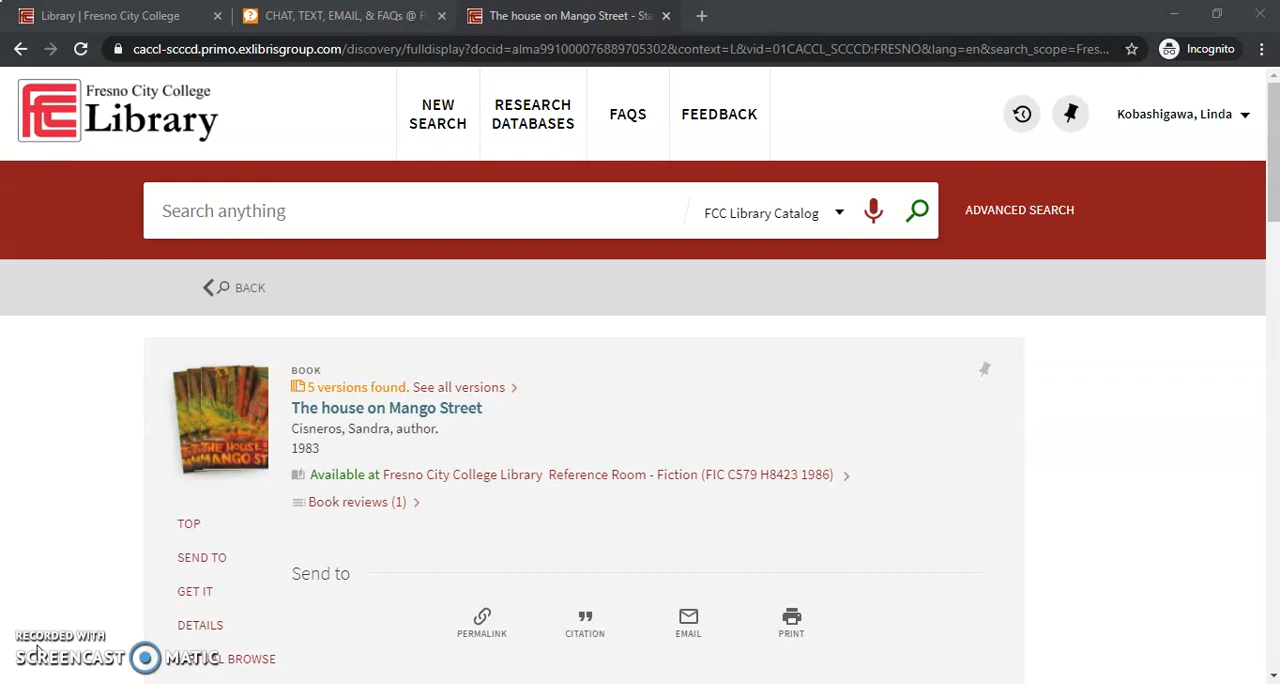 Library | Fresno City College
CHAT, TEXT, EMAIL, & FAQs @ F
The house on Mango Street - Sta
caccl-scccd.primo.exlibrisgroup.com/discovery/fulldisplay?docid=alma991000076889705302&context=L&vid=01CACCL_SCCCD:FRESNO&lang=en&search_scope=Fres...
Incognito
Fresno City College
Library
NEW
SEARCH
RESEARCH
DATABASES
FAQS
FEEDBACK
Kobashigawa, Linda
Search anything
FCC Library Catalog
ADVANCED SEARCH
BACK
BOOK
5 versions found. See all versions
The house on Mango Street
Cisneros, Sandra, author.
1983
Available at Fresno City College Library Reference Room - Fiction (FIC C579 H8423 1986)
Book reviews (1)
TOP
SEND TO
GET IT
DETAILS
BROWSE
Send to
PERMALINK
CITATION
EMAIL
PRINT
RECORDED WITH
SCREENCAST MATIC